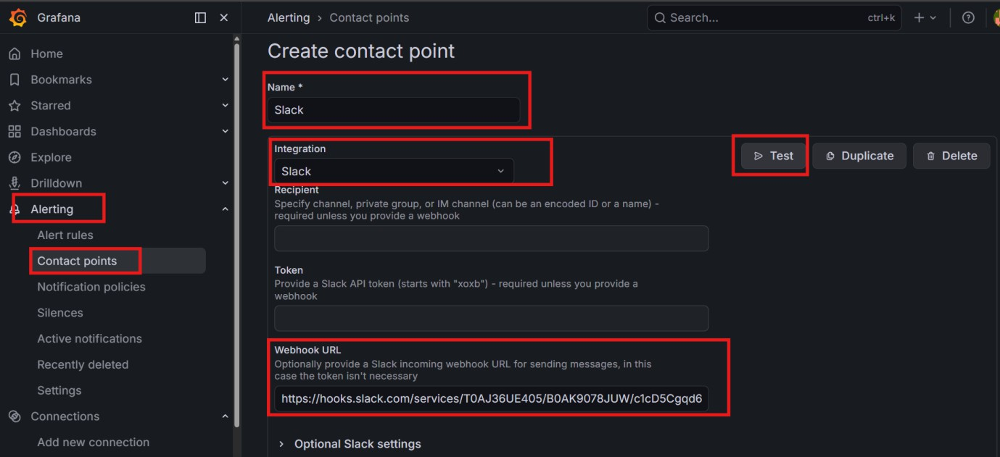 Grafana
Alerting › Contact points
Search...
ctrl+k
Home
Bookmarks
Starred
Dashboards
Explore
Drilldown
Alerting
Alert rules
Contact points
Notification policies
Silences
Active notifications
Recently deleted
Settings
Connections
Add new connection
Create contact point
Name *
Slack
Integration
Slack
Test
Duplicate
Delete
Recipient
Specify channel, private group, or IM channel (can be an encoded ID or a name) -
required unless you provide a webhook
Token
Provide a Slack API token (starts with "xoxb") - required unless you provide a
webhook
Webhook URL
Optionally provide a Slack incoming webhook URL for sending messages, in this
case the token isn't necessary
https://hooks.slack.com/services/T0AJ36UE405/B0AK9078JUW/c1cD5Cgqd6
Optional Slack settings